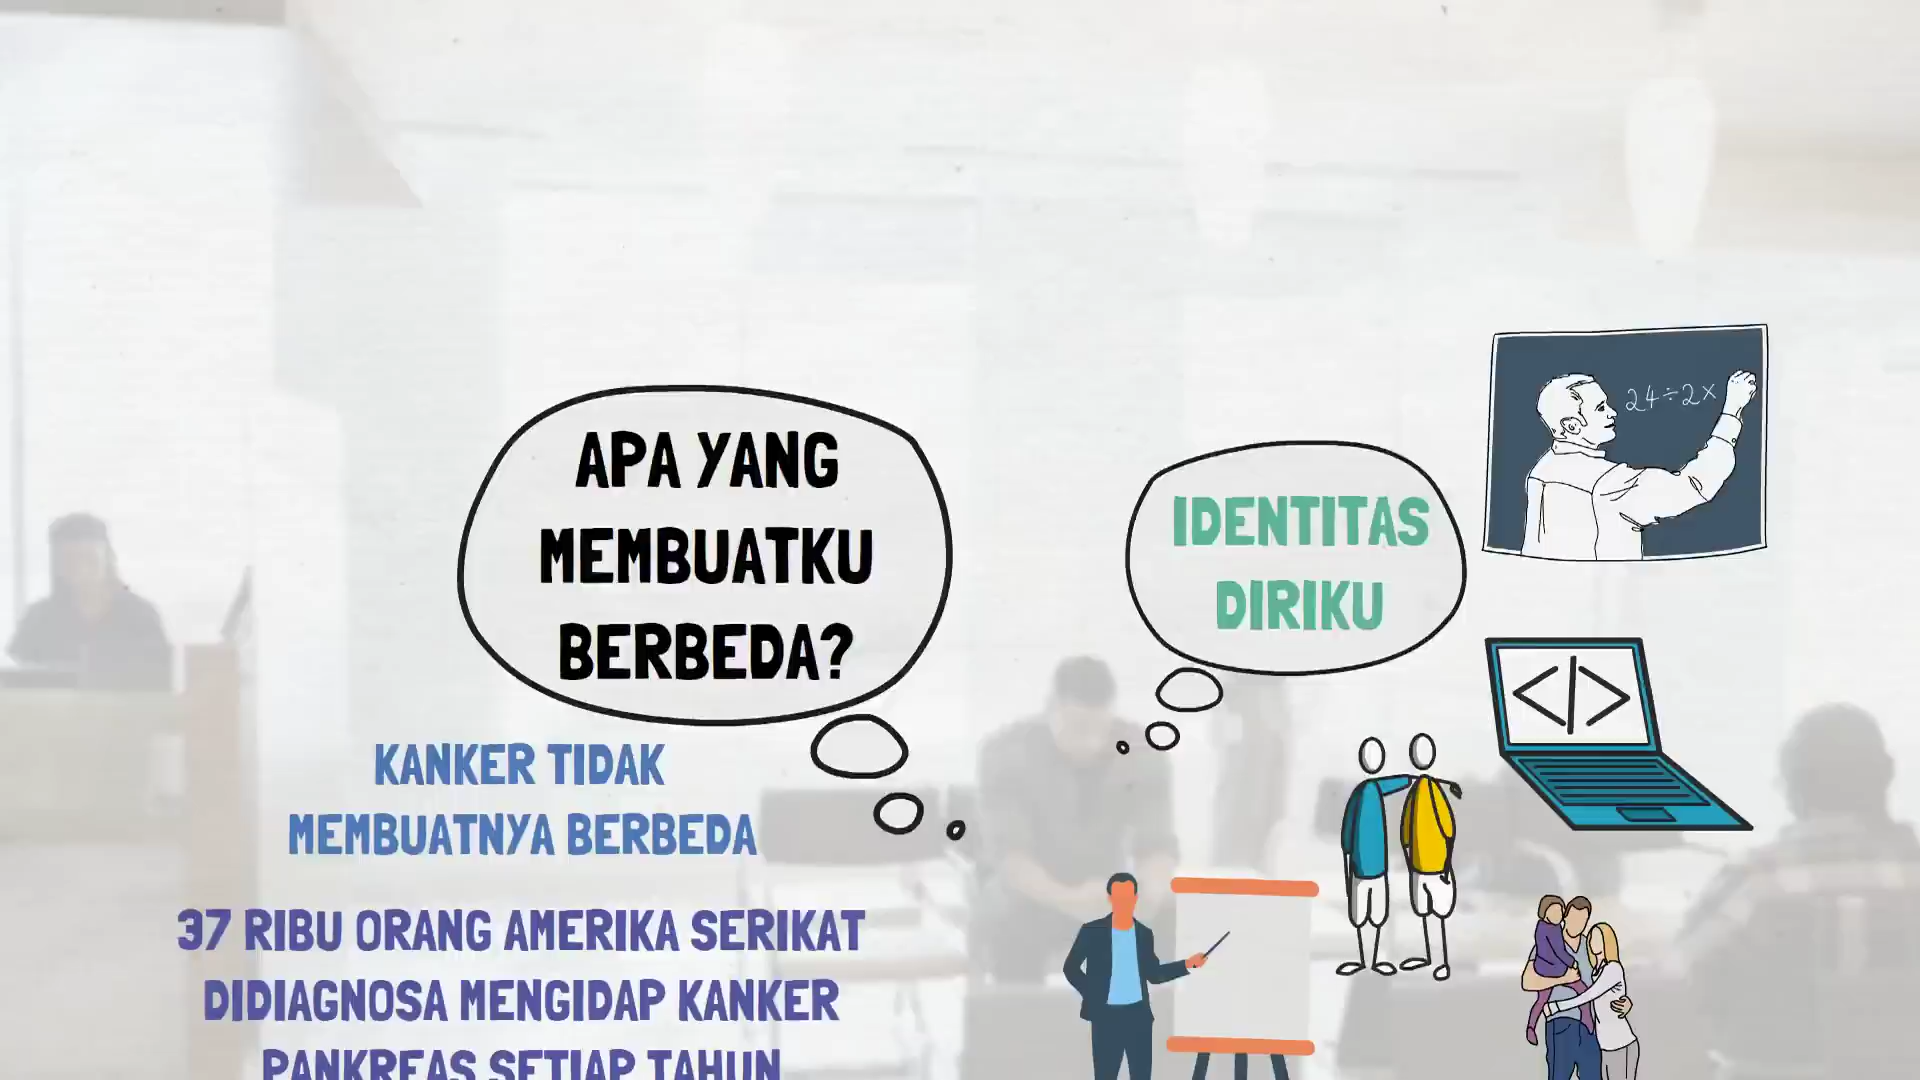 APA YANG
MEMBUATKU
BERBEDA?
IDENTITAS
DIRIKU
24÷2x
</>
KANKER TIDAK
MEMBUATNYA BERBEDA
37 RIBU ORANG AMERIKA SERIKAT
DIDIAGNOSA MENGIDAP KANKER
PANKREAS SETIAP TAHUN